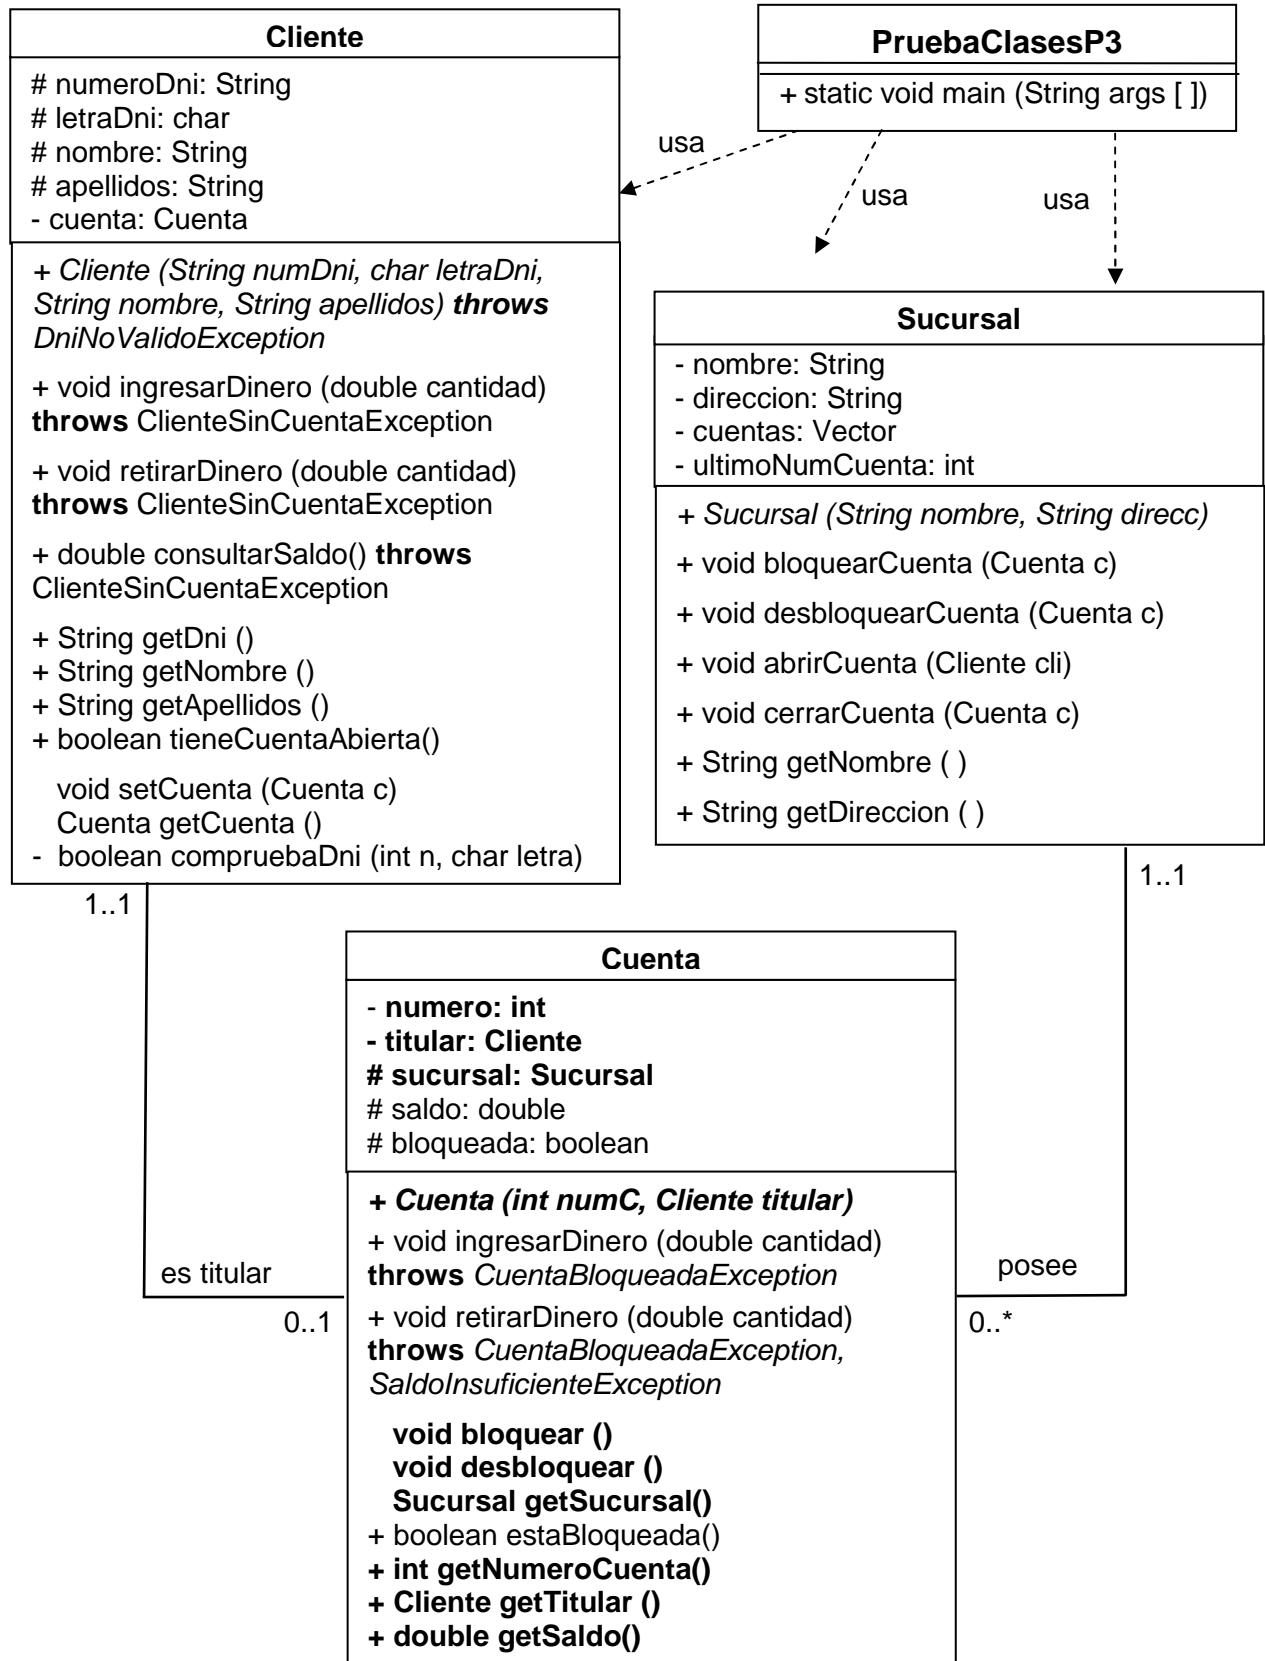 Cliente
# numeroDni: String
# letraDni: char
# nombre: String
# apellidos: String
- cuenta: Cuenta
+ Cliente (String numDni, char letraDni,
String nombre, String apellidos) throws
DniNoValidoException
+ void ingresarDinero (double cantidad)
throws ClienteSinCuentaException
+ void retirarDinero (double cantidad)
throws ClienteSinCuentaException
+ double consultarSaldo() throws
ClienteSinCuentaException
+ String getDni ()
+ String getNombre ()
+ String getApellidos ()
+ boolean tieneCuentaAbierta()
void setCuenta (Cuenta c)
Cuenta getCuenta ()
- boolean compruebaDni (int n, char letra)
PruebaClasesP3
+ static void main (String args [ ])
usa
usa
usa
Sucursal
- nombre: String
- direccion: String
- cuentas: Vector
- ultimoNumCuenta: int
+ Sucursal (String nombre, String direcc)
+ void bloquearCuenta (Cuenta c)
+ void desbloquearCuenta (Cuenta c)
+ void abrirCuenta (Cliente cli)
+ void cerrarCuenta (Cuenta c)
+ String getNombre ( )
+ String getDireccion ( )
1..1
1..1
Cuenta
- numero: int
- titular: Cliente
# sucursal: Sucursal
# saldo: double
# bloqueada: boolean
+ Cuenta (int numC, Cliente titular)
+ void ingresarDinero (double cantidad)
throws CuentaBloqueadaException
+ void retirarDinero (double cantidad)
throws CuentaBloqueadaException,
SaldoInsuficienteException
void bloquear ()
void desbloquear ()
Sucursal getSucursal()
+ boolean estaBloqueada()
+ int getNumeroCuenta()
+ Cliente getTitular ()
+ double getSaldo()
es titular
0..1
posee
0..*